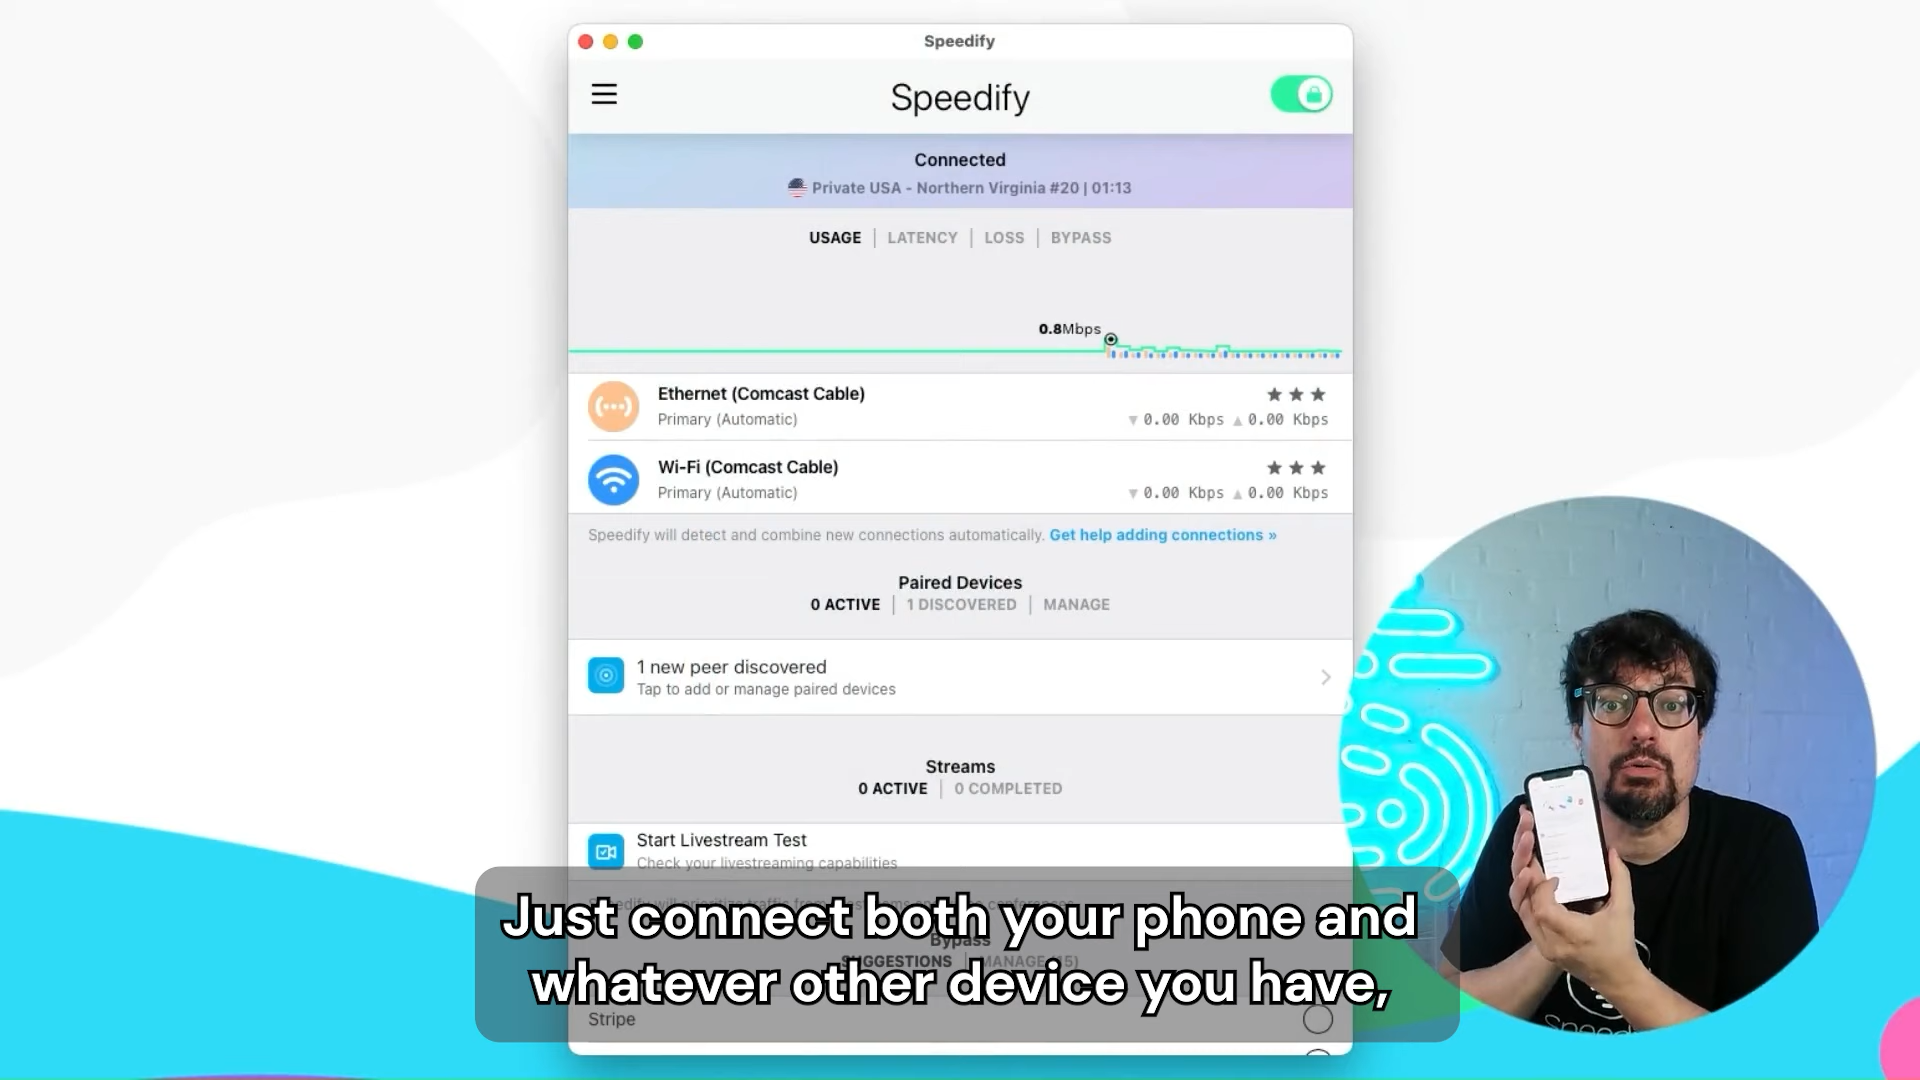 Speedify
Speedify
Connected
Private USA - Northern Virginia #20 | 01:13
USAGE | LATENCY | LOSS | BYPASS
0.8Mbps
Ethernet (Comcast Cable)
Primary (Automatic)
▼ 0.00 Kbps ▲ 0.00 Kbps
Wi-Fi (Comcast Cable)
Primary (Automatic)
▼ 0.00 Kbps ▲ 0.00 Kbps
Speedify will detect and combine new connections automatically. Get help adding connections »
Paired Devices
0 ACTIVE | 1 DISCOVERED | MANAGE
1 new peer discovered
Tap to add or manage paired devices
Streams
0 ACTIVE | 0 COMPLETED
Start Livestream Test
Check your livestreaming capabilities
Just connect both your phone and
Bypass
SUGGESTIONS | MANAGE (15)
whatever other device you have,
Stripe